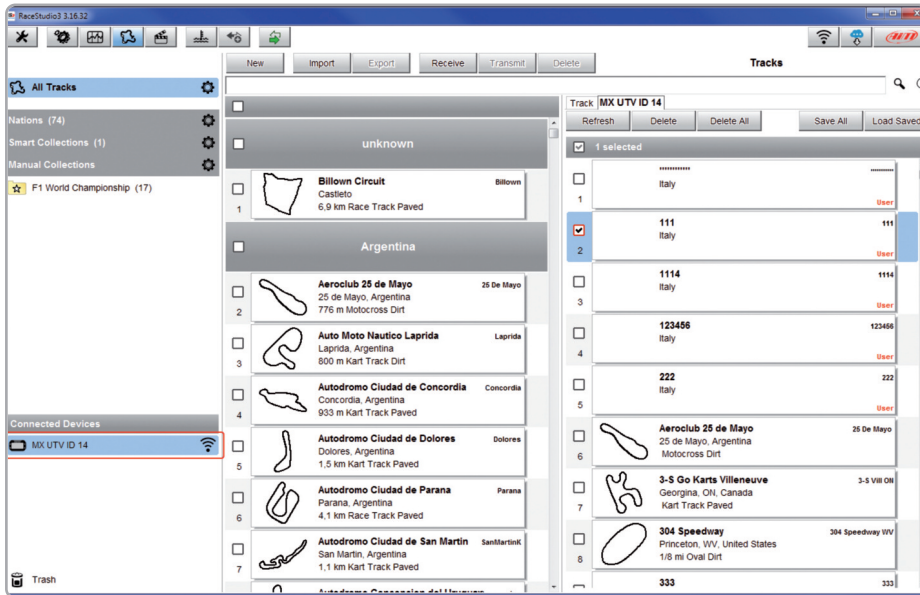 RaceStudio3 3.16.32
New Import Export Receive Transmit Delete
Tracks
All Tracks
Nations (74)
Smart Collections (1)
Manual Collections
F1 World Championship (17)
Connected Devices
MX UTV ID 14
Trash
unknown
Billown Circuit Billown
Castleto
6,9 km Race Track Paved
1
Argentina
Aeroclub 25 de Mayo 25 De Mayo
25 de Mayo, Argentina
776 m Motocross Dirt
2
Auto Moto Nautico Laprida Laprida
Laprida, Argentina
800 m Kart Track Dirt
3
Autodromo Ciudad de Concordia Concordia
Concordia, Argentina
933 m Kart Track Paved
4
Autodromo Ciudad de Dolores Dolores
Dolores, Argentina
1,5 km Kart Track Paved
5
Autodromo Ciudad de Parana Parana
Parana, Argentina
4,1 km Race Track Paved
6
Autodromo Ciudad de San Martin SanMartinK
San Martin, Argentina
1,1 km Kart Track Paved
7
Track MX UTV ID 14
Refresh Delete Delete All Save All Load Saved
1 selected
Italy
1 User
111 111
Italy
2 User
1114 1114
Italy
3 User
123456 123456
Italy
4 User
222 222
Italy
5 User
Aeroclub 25 de Mayo 25 De Mayo
25 de Mayo, Argentina
Motocross Dirt
6
3-S Go Karts Villeneuve 3-S Vill ON
Georgina, ON, Canada
Kart Track Paved
7
304 Speedway 304 Speedway WV
Princeton, WV, United States
1/8 mi Oval Dirt
8
333 333